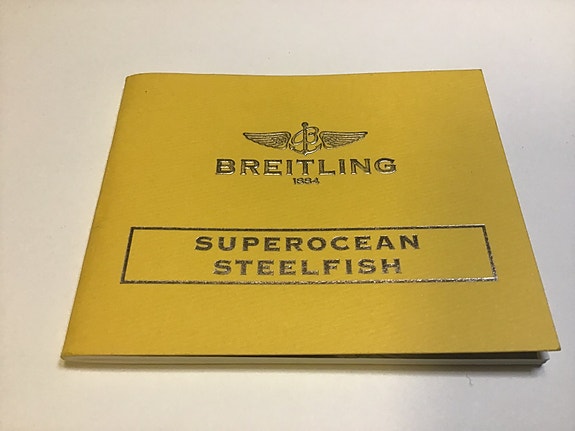 BREITLING
1884
SUPEROCEAN
STEELFISH